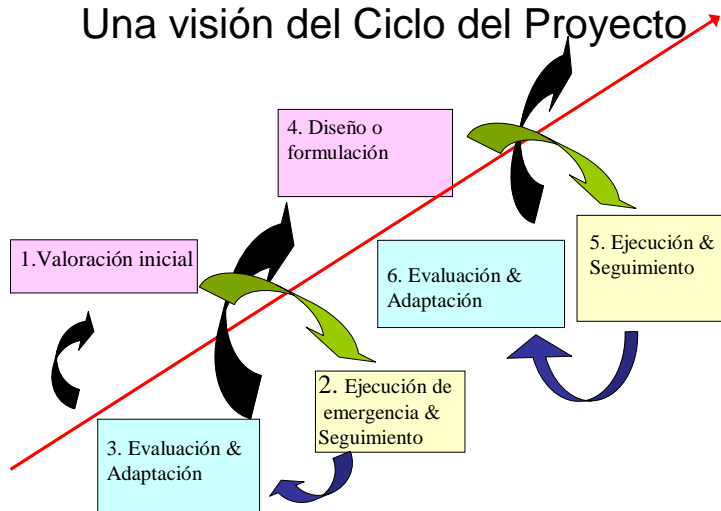 Una visión del Ciclo del Proyecto
4. Diseño o
formulación
1.Valoración inicial
5. Ejecución &
Seguimiento
6. Evaluación &
Adaptación
2. Ejecución de
emergencia &
Seguimiento
3. Evaluación &
Adaptación